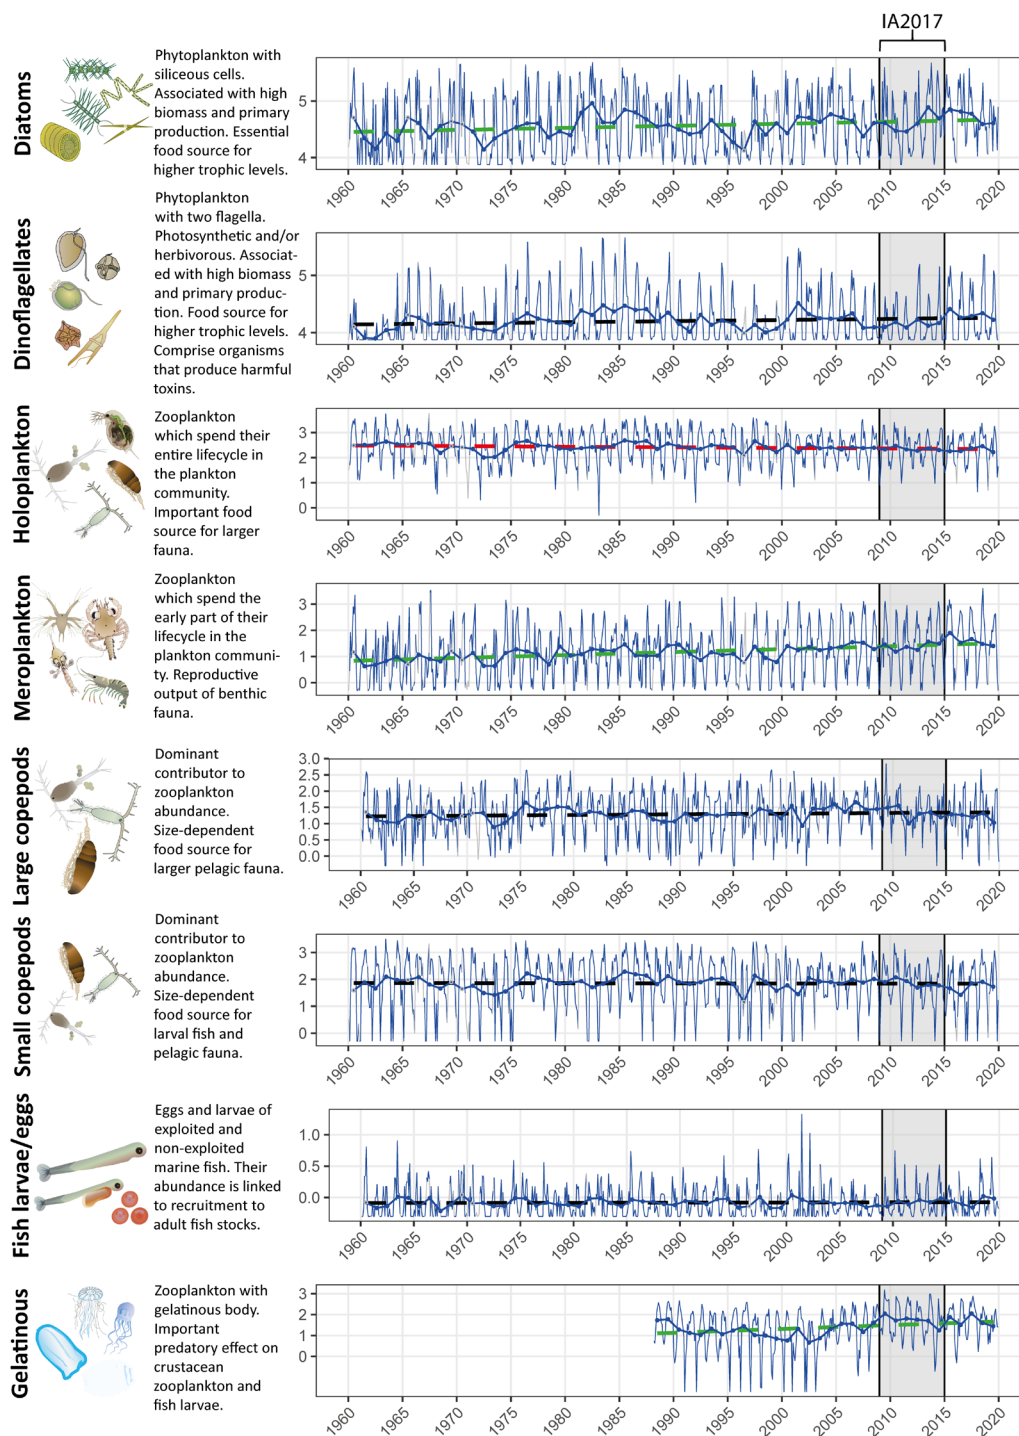 IA2017
Diatoms
Phytoplankton with
siliceous cells.
Associated with high
biomass and primary
production. Essential
food source for
higher trophic levels.
5
4
1960 1965 1970 1975 1980 1985 1990 1995 2000 2005 2010 2015 2020
Dinoflagellates
Phytoplankton
with two flagella.
Photosynthetic and/or
herbivorous. Associat-
ed with high biomass
and primary produc-
tion. Food source for
higher trophic levels.
Comprise organisms
that produce harmful
toxins.
5
4
1960 1965 1970 1975 1980 1985 1990 1995 2000 2005 2010 2015 2020
Holoplankton
Zooplankton
which spend their
entire lifecycle in
the plankton
community.
Important food
source for larger
fauna.
3
2
1
0
1960 1965 1970 1975 1980 1985 1990 1995 2000 2005 2010 2015 2020
Meroplankton
Zooplankton
which spend the
early part of their
lifecycle in the
plankton communi-
ty. Reproductive
output of benthic
fauna.
3
2
1
0
1960 1965 1970 1975 1980 1985 1990 1995 2000 2005 2010 2015 2020
Large copepods
Dominant
contributor to
zooplankton
abundance.
Size-dependent
food source for
larger pelagic fauna.
3.0
2.5
2.0
1.5
1.0
0.5
0.0
1960 1965 1970 1975 1980 1985 1990 1995 2000 2005 2010 2015 2020
Small copepods
Dominant
contributor to
zooplankton
abundance.
Size-dependent
food source for
larval fish and
pelagic fauna.
3
2
1
0
1960 1965 1970 1975 1980 1985 1990 1995 2000 2005 2010 2015 2020
Fish larvae/eggs
Eggs and larvae of
exploited and
non-exploited
marine fish. Their
abundance is linked
to recruitment to
adult fish stocks.
1.0
0.5
0.0
1960 1965 1970 1975 1980 1985 1990 1995 2000 2005 2010 2015 2020
Gelatinous
Zooplankton with
gelatinous body.
Important
predatory effect on
crustacean
zooplankton and
fish larvae.
3
2
1
0
1960 1965 1970 1975 1980 1985 1990 1995 2000 2005 2010 2015 2020